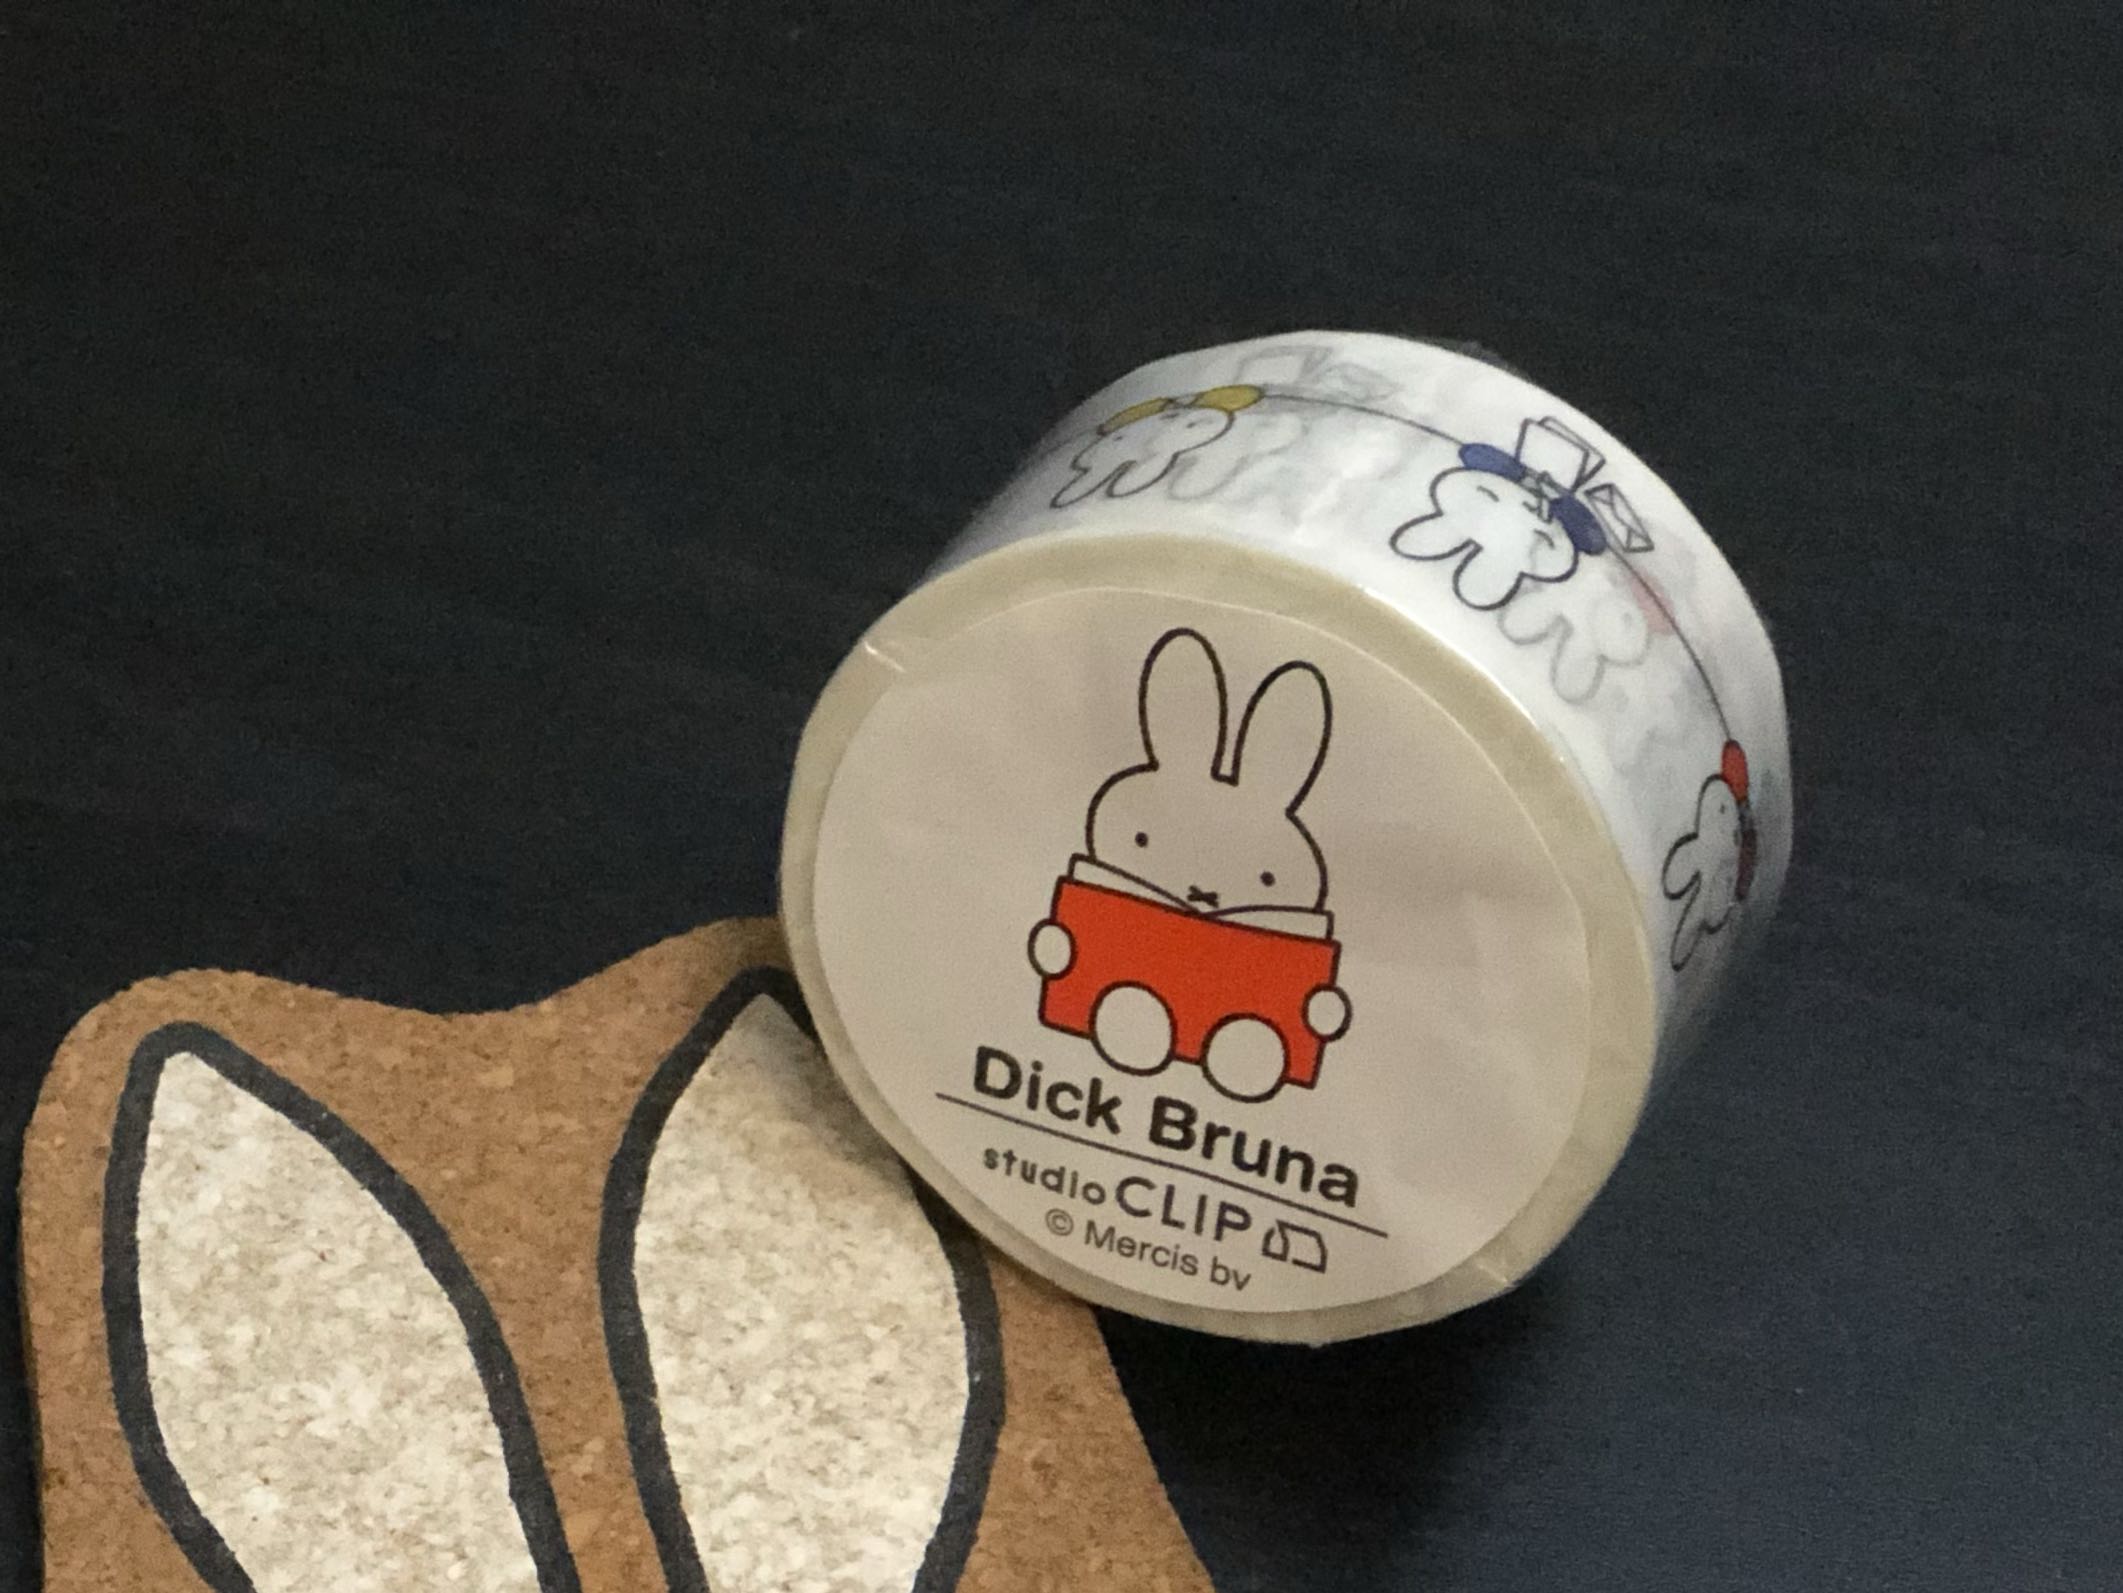 Dick Bruna
studio CLIP
© Mercis bv